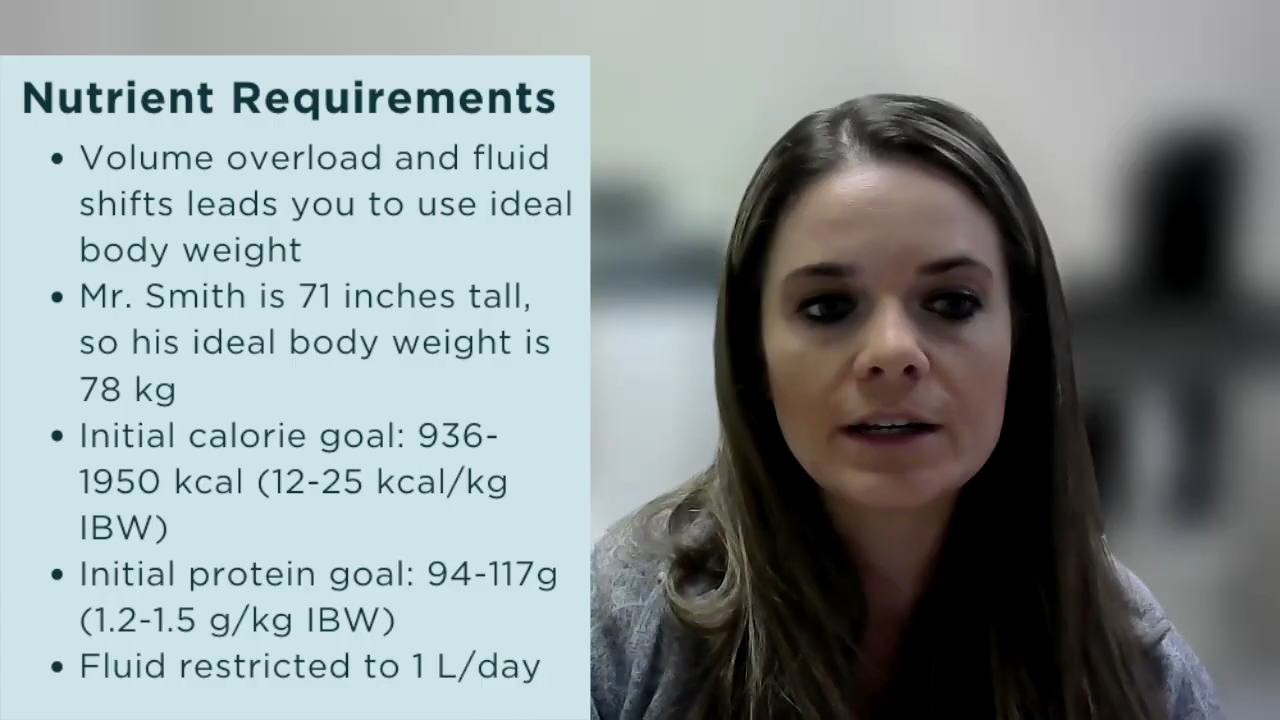 Nutrient Requirements
• Volume overload and fluid
shifts leads you to use ideal
body weight
• Mr. Smith is 71 inches tall,
so his ideal body weight is
78 kg
• Initial calorie goal: 936-
1950 kcal (12-25 kcal/kg
IBW)
• Initial protein goal: 94-117g
(1.2-1.5 g/kg IBW)
• Fluid restricted to 1 L/day